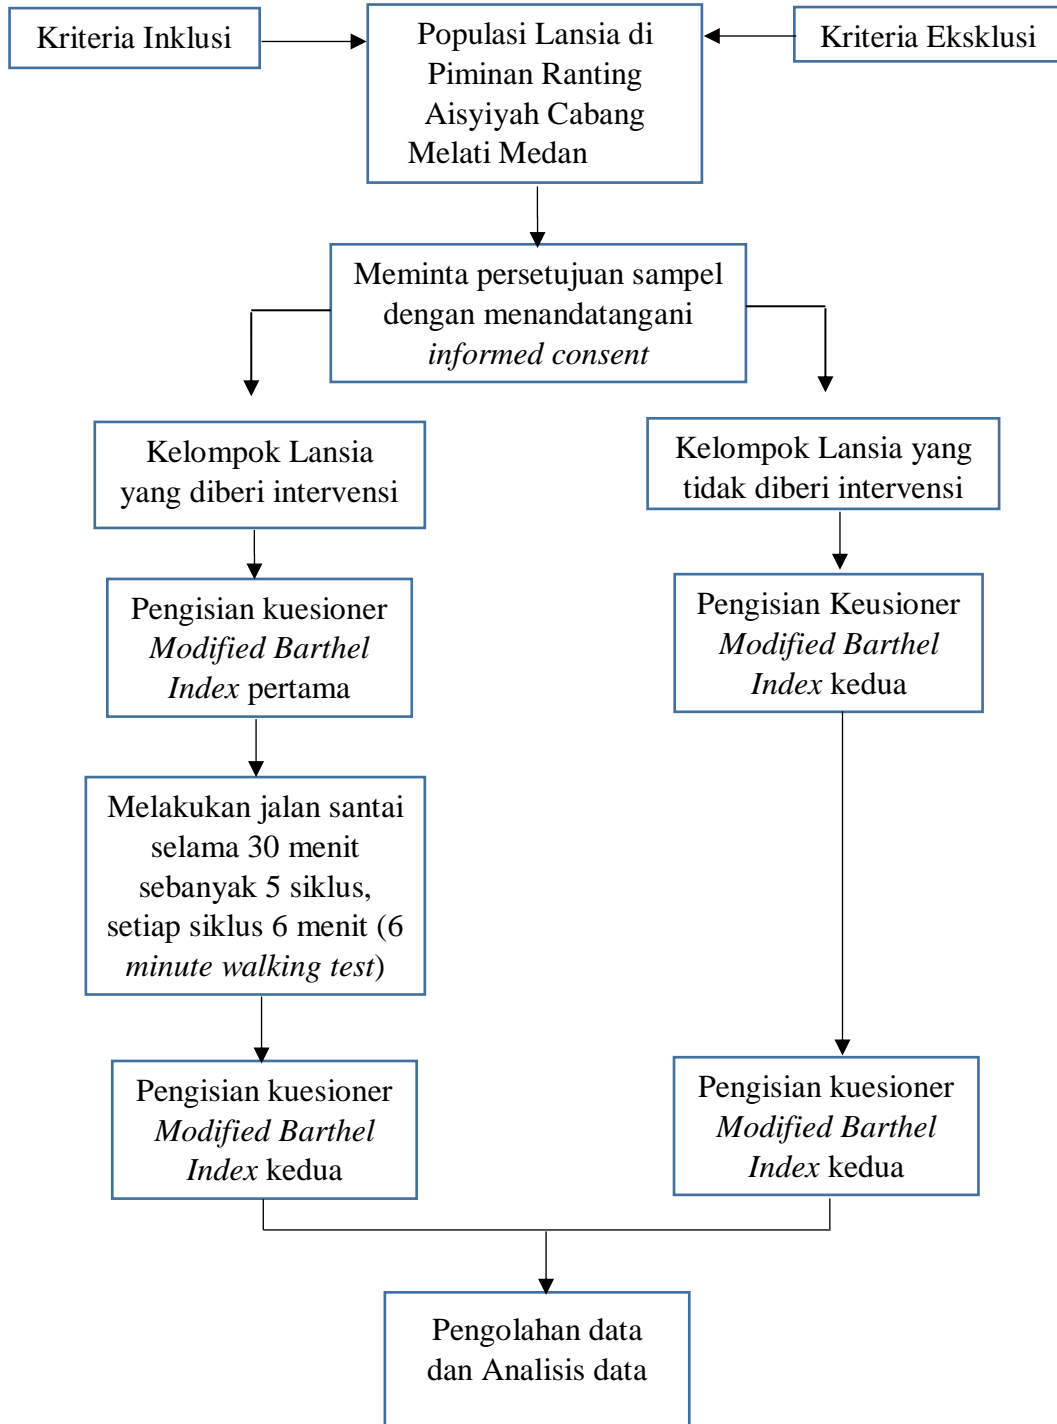 Kriteria Inklusi
Populasi Lansia di
Piminan Ranting
Aisyiyah Cabang
Melati Medan
Kriteria Eksklusi
Meminta persetujuan sampel
dengan menandatangani
informed consent
Kelompok Lansia
yang diberi intervensi
Kelompok Lansia yang
tidak diberi intervensi
Pengisian kuesioner
Modified Barthel
Index pertama
Pengisian Keusioner
Modified Barthel
Index kedua
Melakukan jalan santai
selama 30 menit
sebanyak 5 siklus,
setiap siklus 6 menit (6
minute walking test)
Pengisian kuesioner
Modified Barthel
Index kedua
Pengisian kuesioner
Modified Barthel
Index kedua
Pengolahan data
dan Analisis data